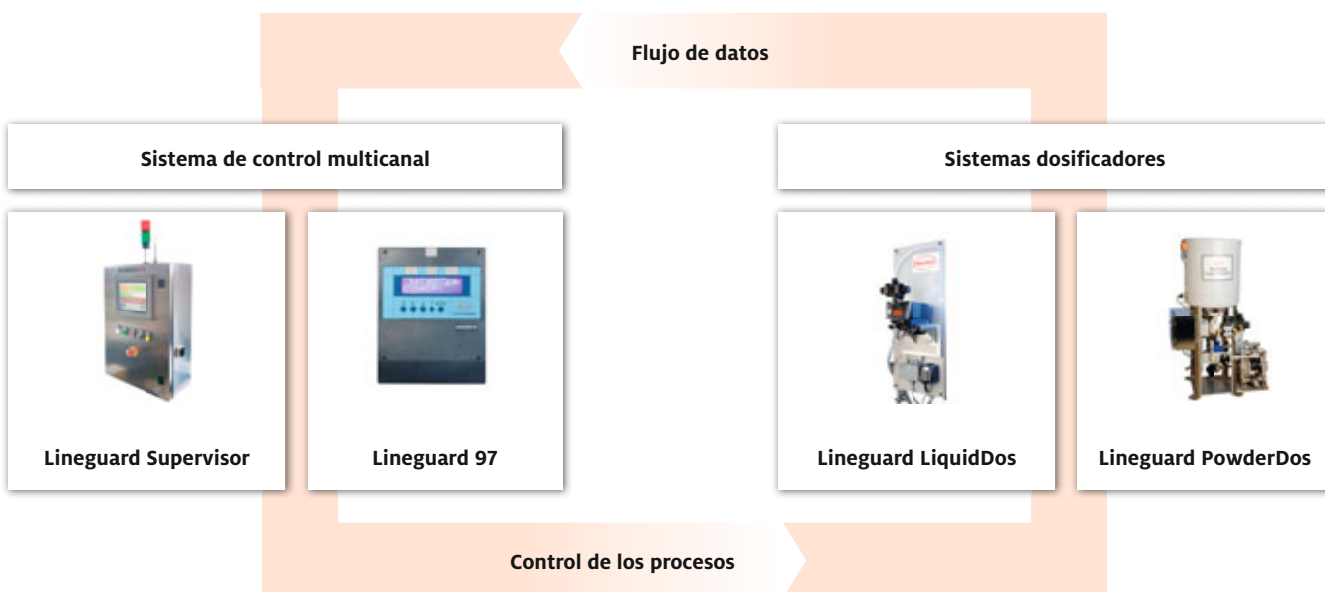 Flujo de datos
Sistema de control multicanal
Sistemas dosificadores
Lineguard Supervisor
Lineguard 97
Lineguard LiquidDos
Lineguard PowderDos
Control de los procesos